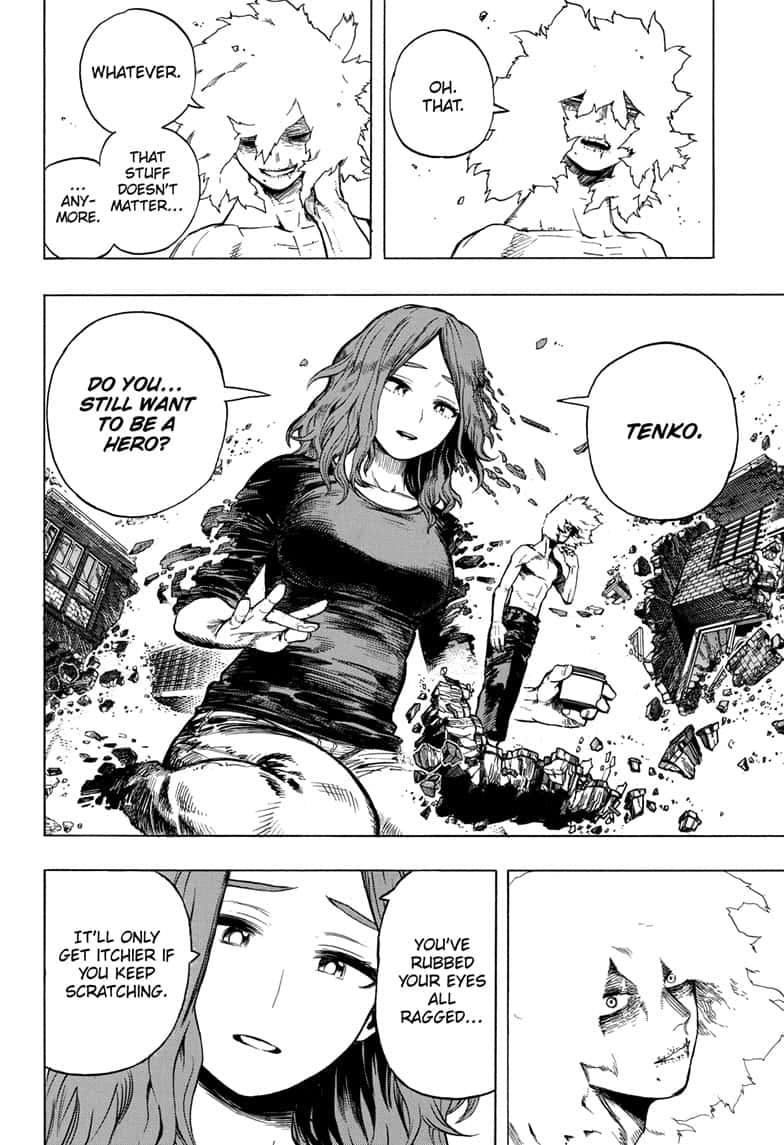 OH.
THAT.
WHATEVER.
THAT
STUFF
DOESN'T
MATTER...
...
ANY-
MORE.
TENKO.
DO YOU...
STILL WANT
TO BE A
HERO?
YOU'VE
RUBBED
YOUR EYES
ALL
RAGGED...
IT'LL ONLY
GET ITCHIER IF
YOU KEEP
SCRATCHING.